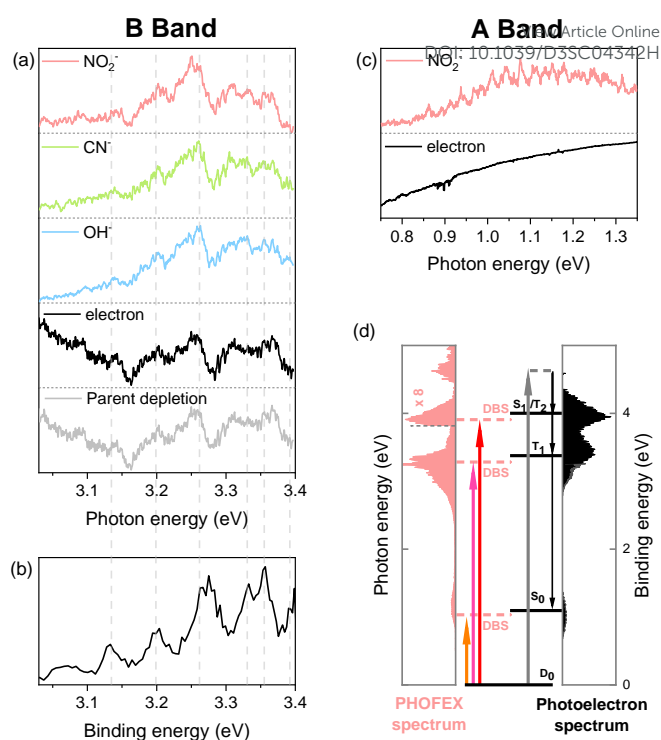 B Band
A Band
View Article Online
DOI: 10.1039/D3SC04342H
(a)
NO2-
CN-
OH-
electron
Parent depletion
3.1 3.2 3.3 3.4
Photon energy (eV)
(b)
3.1 3.2 3.3 3.4
Binding energy (eV)
(c)
NO2-
electron
0.8 0.9 1.0 1.1 1.2 1.3
Photon energy (eV)
(d)
x 8
DBS
S1/T2
4
T1
DBS
2
S0
DBS
D0
0
Photon energy (eV)
Binding energy (eV)
PHOFEX
spectrum
Photoelectron
spectrum